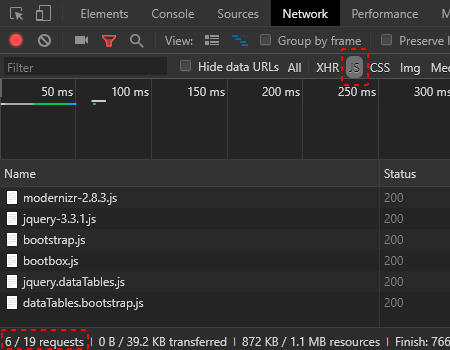 Elements Console Sources Network Performance M
View: Group by frame Preserve l
Filter Hide data URLs All XHR JS CSS Img Med
50 ms 100 ms 150 ms 200 ms 250 ms 300 ms
Name Status
modernizr-2.8.3.js 200
jquery-3.3.1.js 200
bootstrap.js 200
bootbox.js 200
jquery.dataTables.js 200
dataTables.bootstrap.js 200
6 / 19 requests 0 B / 39.2 KB transferred 872 KB / 1.1 MB resources Finish: 766